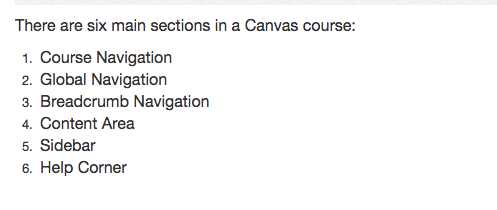 There are six main sections in a Canvas course:
1. Course Navigation
2. Global Navigation
3. Breadcrumb Navigation
4. Content Area
5. Sidebar
6. Help Corner